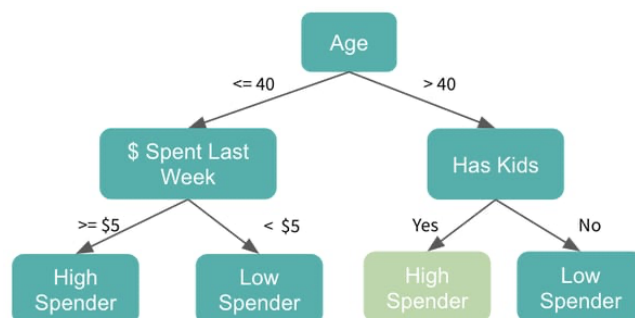 Age
<= 40
> 40
$ Spent Last
Week
Has Kids
>= $5
< $5
Yes
No
High
Spender
Low
Spender
High
Spender
Low
Spender